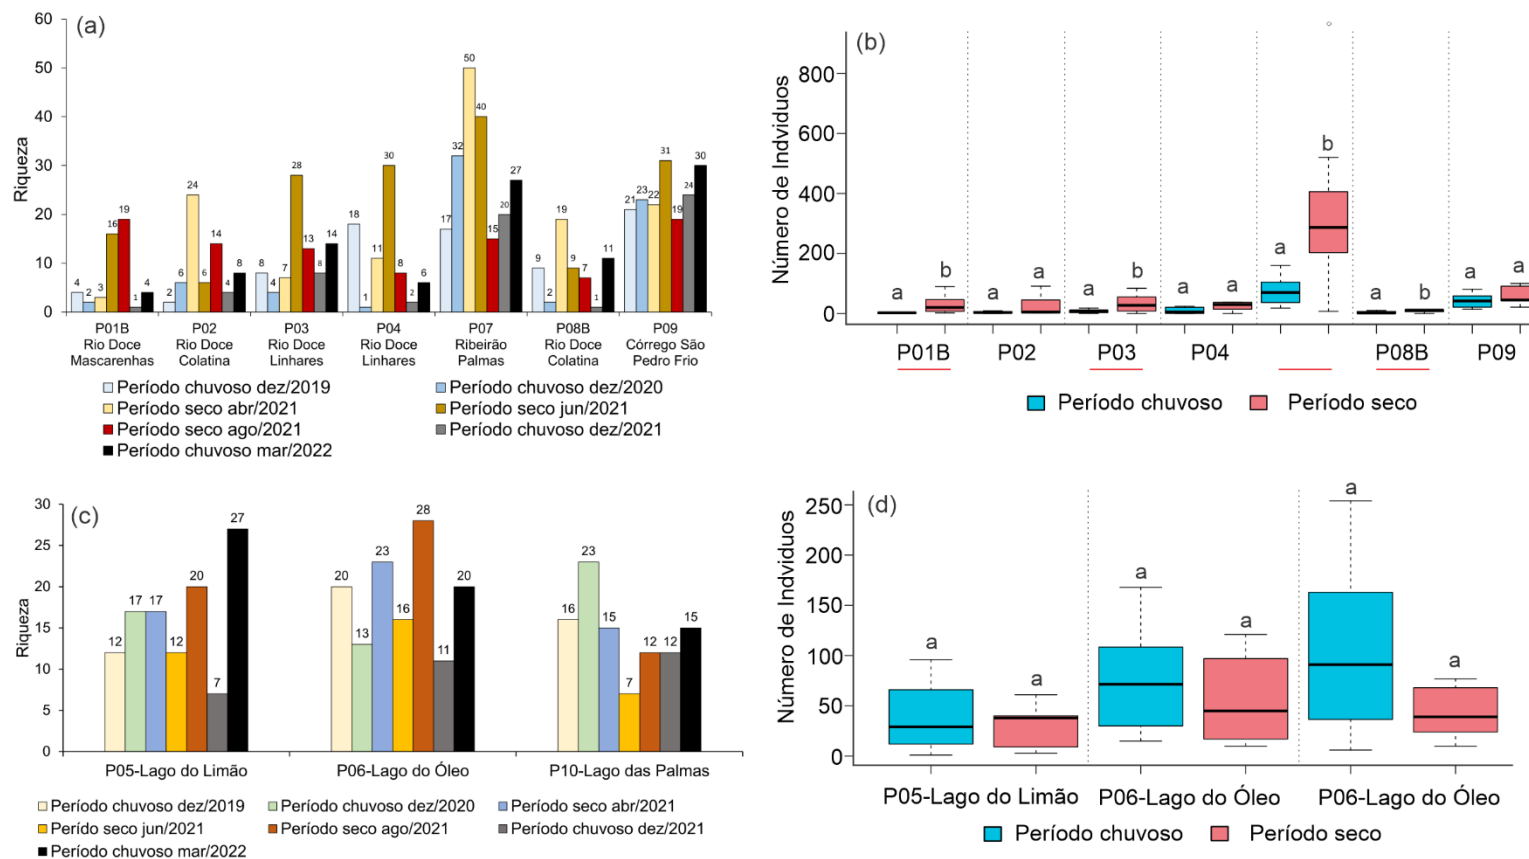 (a)
Riqueza
60
50
40
30
20
10
0
4 2 3 16 19 1 4
2 6 24 6 14 4 8
8 4 7 28 13 8 14
18 1 11 30 8 2 6
17 32 50 40 15 20 27
9 2 19 9 7 1 11
21 23 22 31 19 24 30
P01B P02 P03 P04 P07 P08B P09
Rio Doce Rio Doce Rio Doce Rio Doce Ribeirão Rio Doce Córrego São
Mascarenhas Colatina Linhares Linhares Palmas Colatina Pedro Frio
Período chuvoso dez/2019 Período chuvoso dez/2020
Período seco abr/2021 Período seco jun/2021
Período seco ago/2021 Período chuvoso dez/2021
Período chuvoso mar/2022
(b)
Número de Indviduos
800
600
400
200
0
a b a a a b a a a b a b a a
P01B P02 P03 P04 P08B P09
Período chuvoso Período seco
(c)
Riqueza
30
25
20
15
10
5
0
12 17 17 12 20 7 27
20 13 23 16 28 11 20
16 23 15 7 12 12 15
P05-Lago do Limão P06-Lago do Óleo P10-Lago das Palmas
Período chuvoso dez/2019 Período chuvoso dez/2020 Período seco abr/2021
Perído seco jun/2021 Período seco ago/2021 Período chuvoso dez/2021
Período chuvoso mar/2022
(d)
Número de Indviduos
250
200
150
100
50
0
a a a a a a
P05-Lago do Limão P06-Lago do Óleo P06-Lago do Óleo
Período chuvoso Período seco